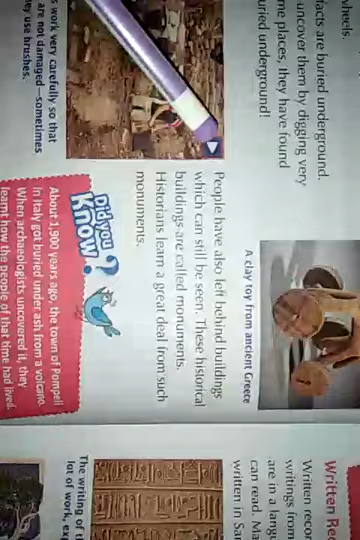 wheels.
facts are buried underground.
uncover them by digging very
me places, they have found
uried underground!
s work very carefully so that
are not damaged—sometimes
ey use brushes.
A clay toy from ancient Greece
People have also left behind buildings
which can still be seen. These historical
buildings are called monuments.
Historians learn a great deal from such
monuments.
Did you
Know?
About 1,900 years ago, the town of Pompeii
in Italy got buried under ash from a volcano.
When archaeologists uncovered it, they
learnt how the people of that time had lived.
Written Re
Written recor
writings from
are in a langu
can read. Ma
written in Sa
The writing of th
lot of work, exp